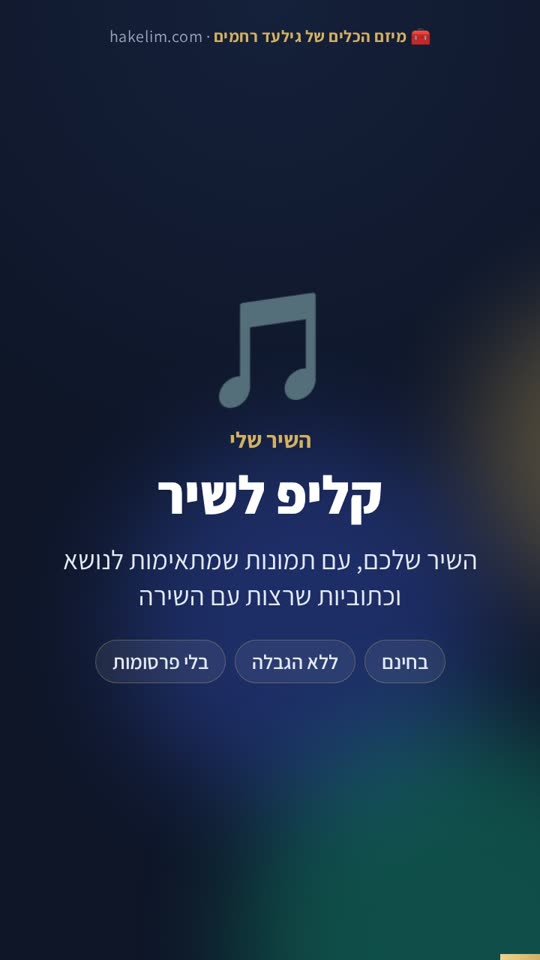 🧰 מיזם הכלים של גילעד רחמים · hakelim.com
השיר שלי
קליפ לשיר
השיר שלכם, עם תמונות שמתאימות לנושא
וכתוביות שרצות עם השירה
בחינם
ללא הגבלה
בלי פרסומות